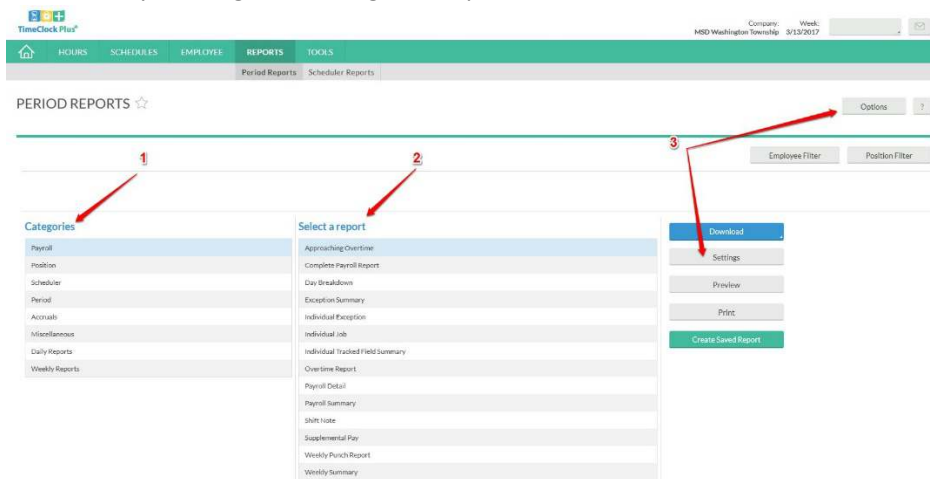 TimeClock Plus®
Company: Week:
MSD Washington Township 3/13/2017
HOURS SCHEDULES EMPLOYEE REPORTS TOOLS
Period Reports Scheduler Reports
PERIOD REPORTS
Options ?
1 2 3
Employee Filter Position Filter
Categories
Payroll
Position
Scheduler
Period
Accruals
Miscellaneous
Daily Reports
Weekly Reports
Select a report
Approaching Overtime
Complete Payroll Report
Day Breakdown
Exception Summary
Individual Exception
Individual Job
Individual Tracked Field Summary
Overtime Report
Payroll Detail
Payroll Summary
Shift Note
Supplemental Pay
Weekly Punch Report
Weekly Summary
Download
Settings
Preview
Print
Create Saved Report